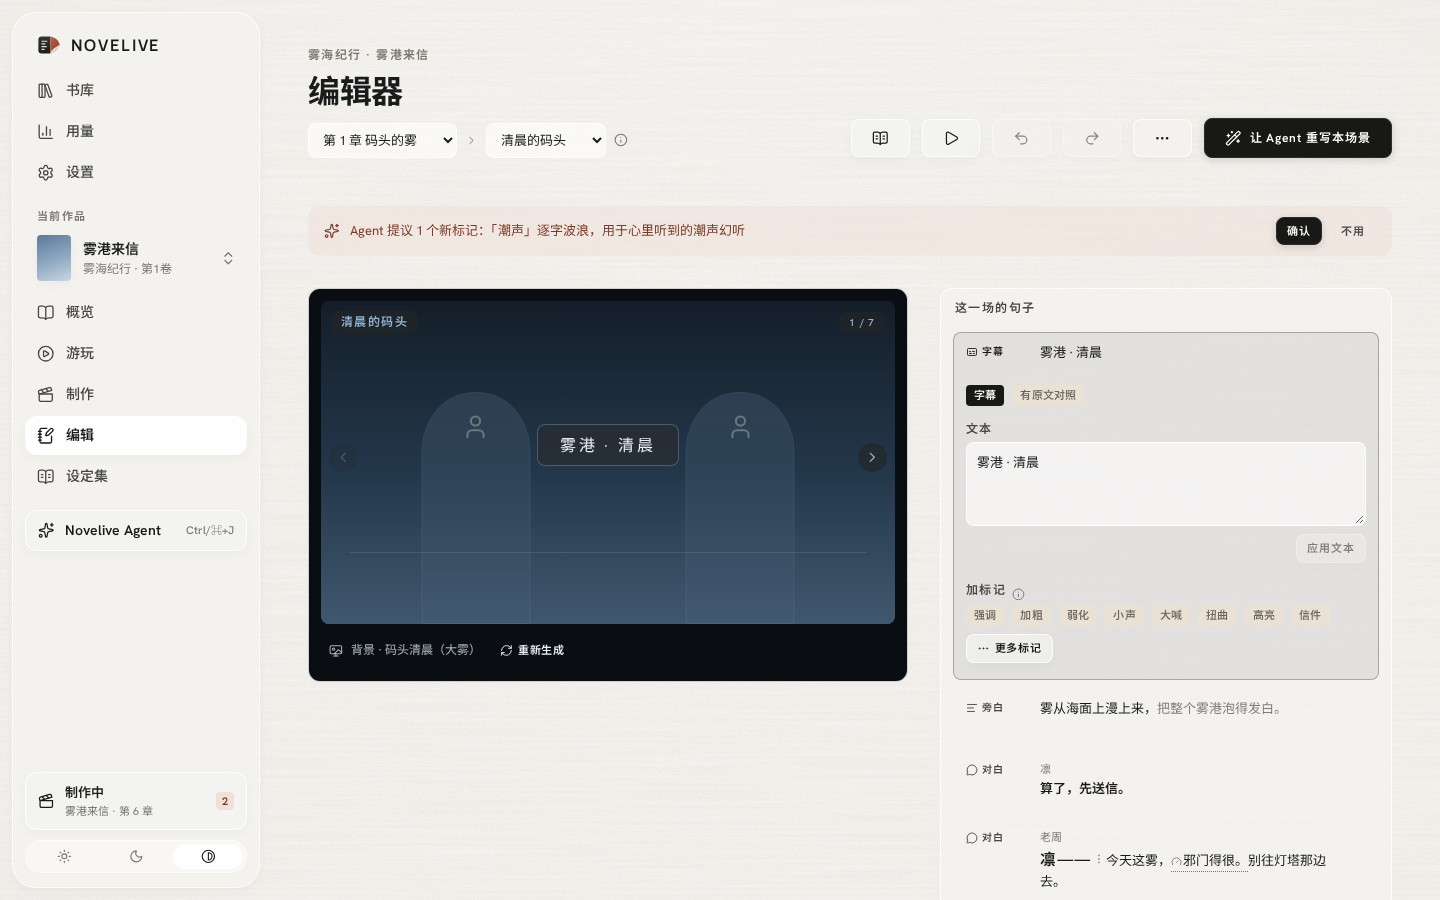 NOVELIVE
书库
用量
设置
当前作品
雾港来信
雾海纪行 · 第1卷
概览
游玩
制作
编辑
设定集
Novelive Agent
Ctrl/⌘+J
制作中
雾港来信 · 第 6 章
2
雾海纪行 · 雾港来信
编辑器
第 1 章 码头的雾
清晨的码头
让 Agent 重写本场景
Agent 提议 1 个新标记：「潮声」逐字波浪，用于心里听到的潮声幻听
确认
不用
清晨的码头
1 / 7
雾港 · 清晨
背景 · 码头清晨（大雾）
重新生成
这一场的句子
字幕
雾港 · 清晨
字幕
有原文对照
文本
雾港 · 清晨
应用文本
加标记
强调
加粗
弱化
小声
大喊
扭曲
高亮
信件
更多标记
旁白
雾从海面上漫上来，把整个雾港泡得发白。
对白
凛
算了，先送信。
对白
老周
凛—— 今天这雾，邪门得很。别往灯塔那边
去。